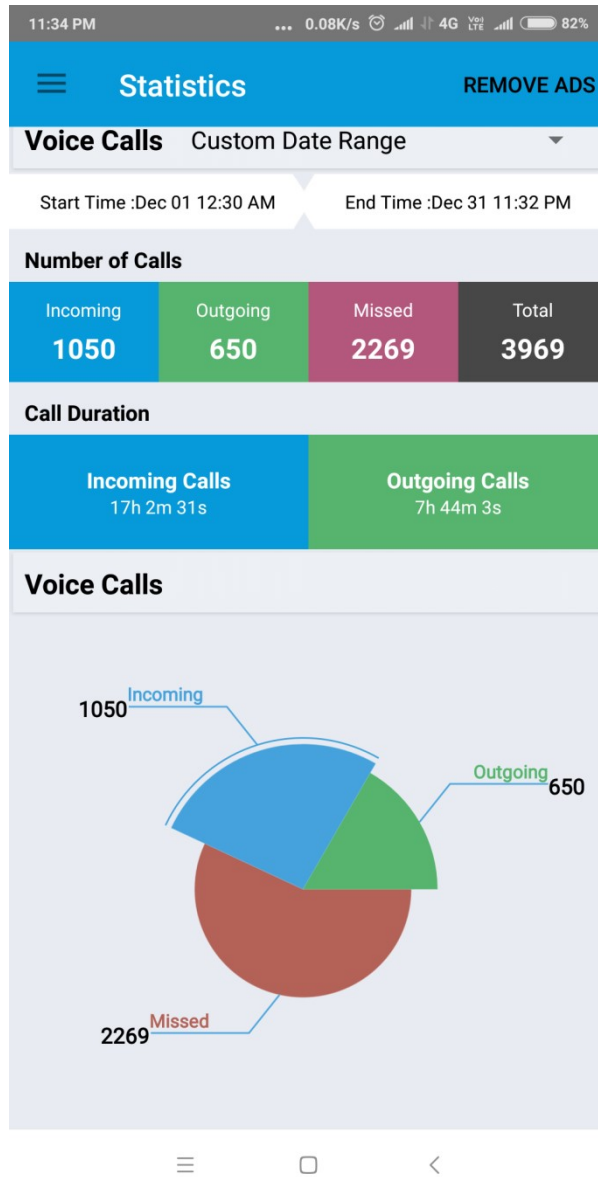 11:34 PM ... 0.08K/s 4G Vo) LTE 82%
Statistics REMOVE ADS
Voice Calls Custom Date Range
Start Time :Dec 01 12:30 AM End Time :Dec 31 11:32 PM
Number of Calls
Incoming Outgoing Missed Total
1050 650 2269 3969
Call Duration
Incoming Calls Outgoing Calls
17h 2m 31s 7h 44m 3s
Voice Calls
Incoming
1050
Outgoing
650
Missed
2269